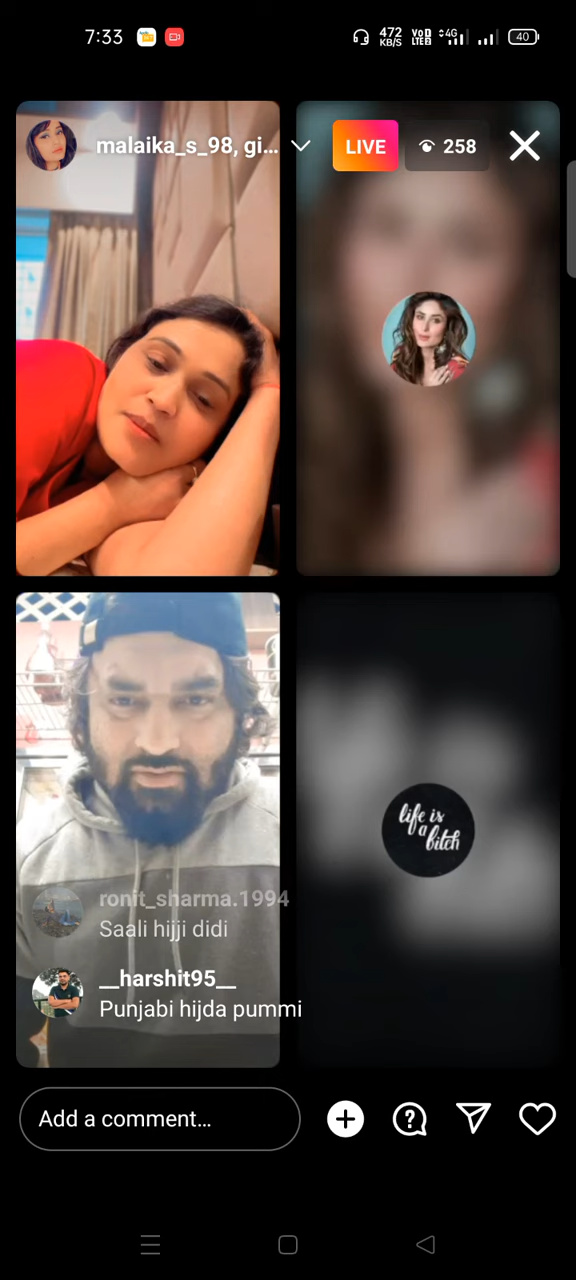 7:33
472
KB/S
VoD
LTE2
4G
40
malaika_s_98, gi...
LIVE
258
life is
a
bitch
ronit_sharma.1994
Saali hijji didi
__harshit95__
Punjabi hijda pummi
Add a comment...